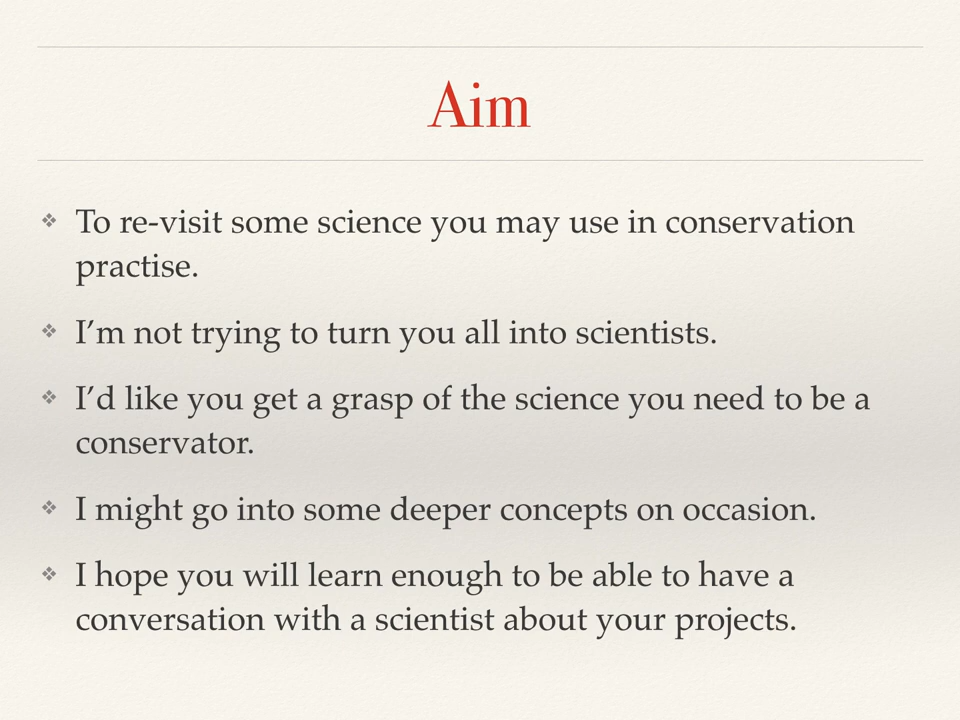 Aim
❖ To re-visit some science you may use in conservation
practise.
❖ I’m not trying to turn you all into scientists.
❖ I’d like you get a grasp of the science you need to be a
conservator.
❖ I might go into some deeper concepts on occasion.
❖ I hope you will learn enough to be able to have a
conversation with a scientist about your projects.